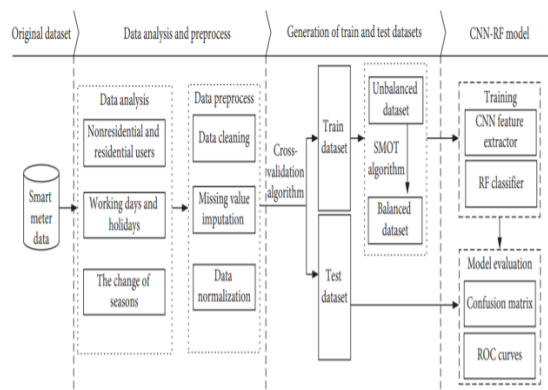 Original dataset
Data analysis and preprocess
Generation of train and test datasets
CNN-RF model
Smart
meter
data
Data analysis
Nonresidential and
residential users
Working days and
holidays
The change of
seasons
Data preprocess
Data cleaning
Missing value
imputation
Data
normalization
Cross-
validation
algorithm
Train
dataset
Test
dataset
Unbalanced
dataset
SMOT
algorithm
Balanced
dataset
Training
CNN feature
extractor
RF classifier
Model evaluation
Confusion matrix
ROC curves